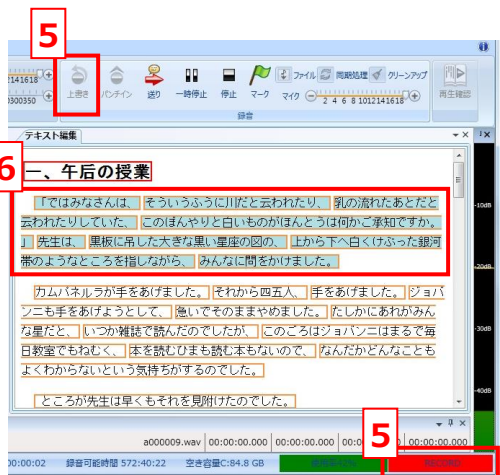 5
2141618
0300350
上書き
パンチイン
送り
一時停止
停止
マーク
ファイル
同期処理
クリーンアップ
マイク
2 4 6 8 1012141618
再生確認
録音
テキスト編集
6
一、午后の授業
「ではみなさんは、そういうふうに川だと云われたり、乳の流れたあとだと
云われたりしていた、このぼんやりと白いものがほんとうは何かご承知ですか。
」先生は、黒板に吊した大きな黒い星座の図の、上から下へ白くけぶった銀河
帯のようなところを指しながら、みんなに問をかけました。
カムパネルラが手をあげました。それから四五人、手をあげました。ジョバ
ンニも手をあげようとして、急いでそのままやめました。たしかにあれがみん
な星だと、いつか雑誌で読んだのでしたが、このごろはジョバンニはまるで毎
日教室でもねむく、本を読むひまも読む本もないので、なんだかどんなことも
よくわからないという気持ちがするのでした。
ところが先生は早くもそれを見附けたのでした。
-10dB
-20dB
-30dB
-40dB
a000009.wav 00:00:00.000 00:00:00.000 00:00:00.000
5
00:00:02 録音可能時間 572:40:22 空き容量C:84.8 GB
RECORD